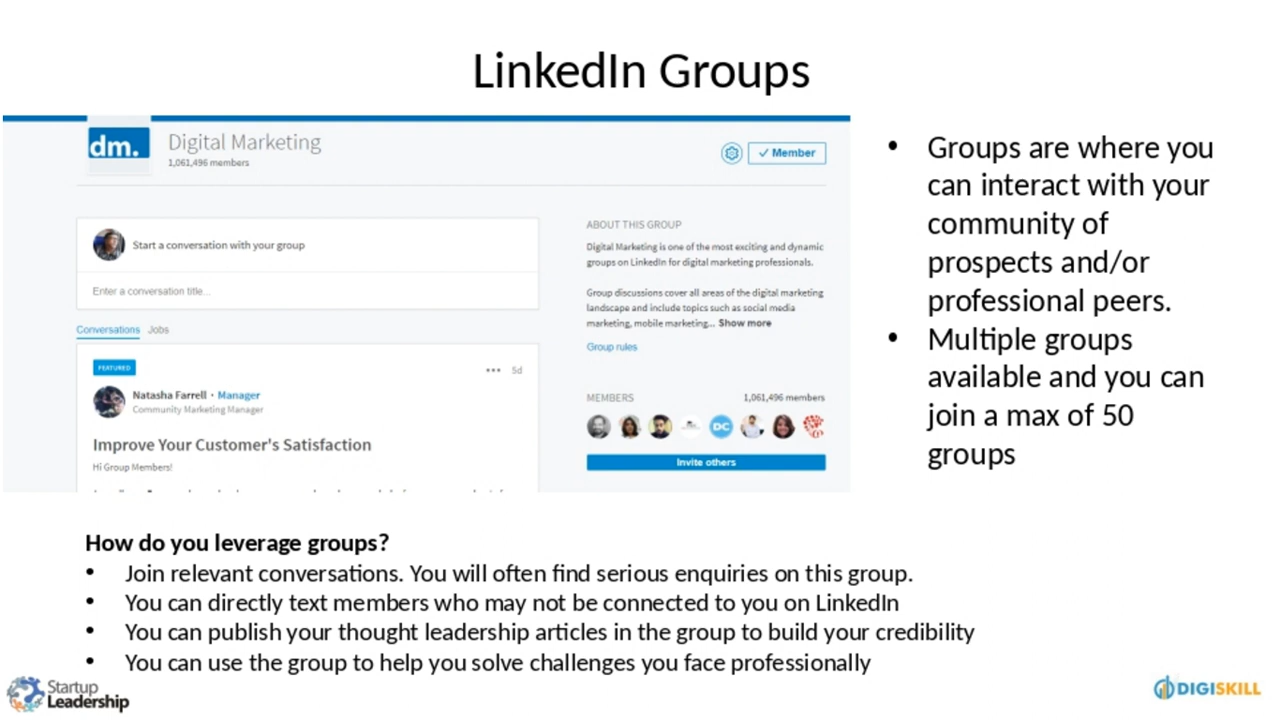 LinkedIn Groups
dm.
Digital Marketing
1,061,496 members
✓ Member
Start a conversation with your group
Enter a conversation title...
Conversations Jobs
FEATURED
••• 5d
Natasha Farrell • Manager
Community Marketing Manager
Improve Your Customer's Satisfaction
Hi Group Members!
ABOUT THIS GROUP
Digital Marketing is one of the most exciting and dynamic
groups on LinkedIn for digital marketing professionals.
Group discussions cover all areas of the digital marketing
landscape and include topics such as social media
marketing, mobile marketing... Show more
Group rules
MEMBERS 1,061,496 members
DC
Invite others
• Groups are where you
can interact with your
community of
prospects and/or
professional peers.
• Multiple groups
available and you can
join a max of 50
groups
How do you leverage groups?
• Join relevant conversations. You will often find serious enquiries on this group.
• You can directly text members who may not be connected to you on LinkedIn
• You can publish your thought leadership articles in the group to build your credibility
• You can use the group to help you solve challenges you face professionally
Startup
Leadership
DIGISKILL